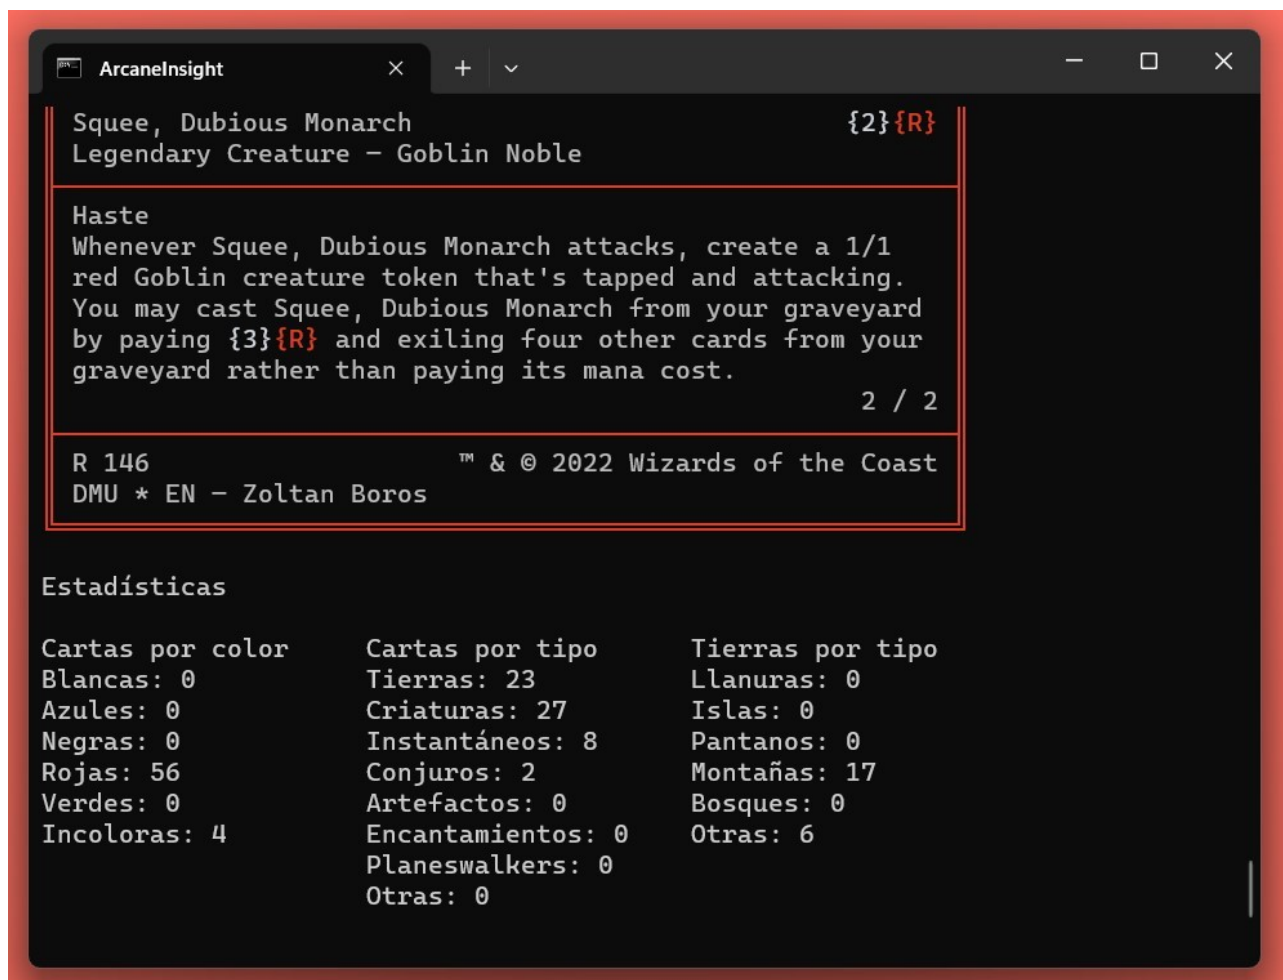 ArcaneInsight
Squee, Dubious Monarch {2}{R}
Legendary Creature — Goblin Noble
Haste
Whenever Squee, Dubious Monarch attacks, create a 1/1
red Goblin creature token that's tapped and attacking.
You may cast Squee, Dubious Monarch from your graveyard
by paying {3}{R} and exiling four other cards from your
graveyard rather than paying its mana cost.
2 / 2
R 146 ™ & © 2022 Wizards of the Coast
DMU * EN — Zoltan Boros
Estadísticas
Cartas por color Cartas por tipo Tierras por tipo
Blancas: 0 Tierras: 23 Llanuras: 0
Azules: 0 Criaturas: 27 Islas: 0
Negras: 0 Instantáneos: 8 Pantanos: 0
Rojas: 56 Conjuros: 2 Montañas: 17
Verdes: 0 Artefactos: 0 Bosques: 0
Incoloras: 4 Encantamientos: 0 Otras: 6
Planeswalkers: 0
Otras: 0